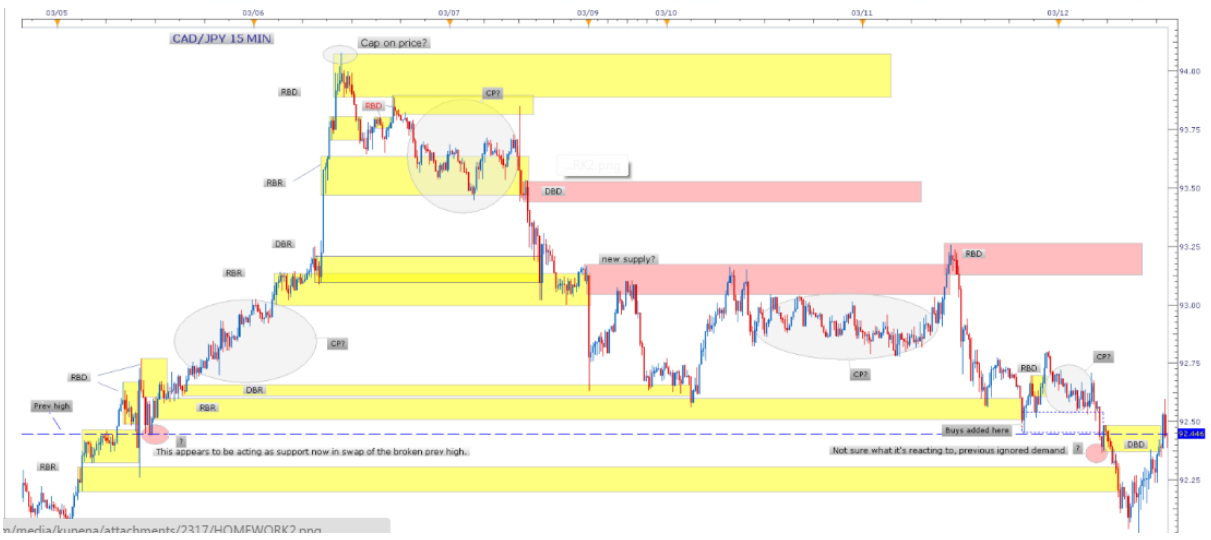 03/05 03/06 03/07 03/09 03/10 03/11 03/12
CAD/JPY 15 MIN
Cap on price?
94.00
RBD
CP?
RBD
93.75
RBR
DBD
93.50
DBR
93.25
new supply?
RBD
RBR
93.00
CP?
CP?
CP?
92.75
RBD
RBD
DBR
Prev high
RBR
92.50
Buys added here
92.446
?
DBD
This appears to be acting as support now in swap of the broken prev high.
Not sure what it's reacting to, previous ignored demand
?
RBR
92.25
m/media/kunena/attachments/2317/HOMEWORK2.png